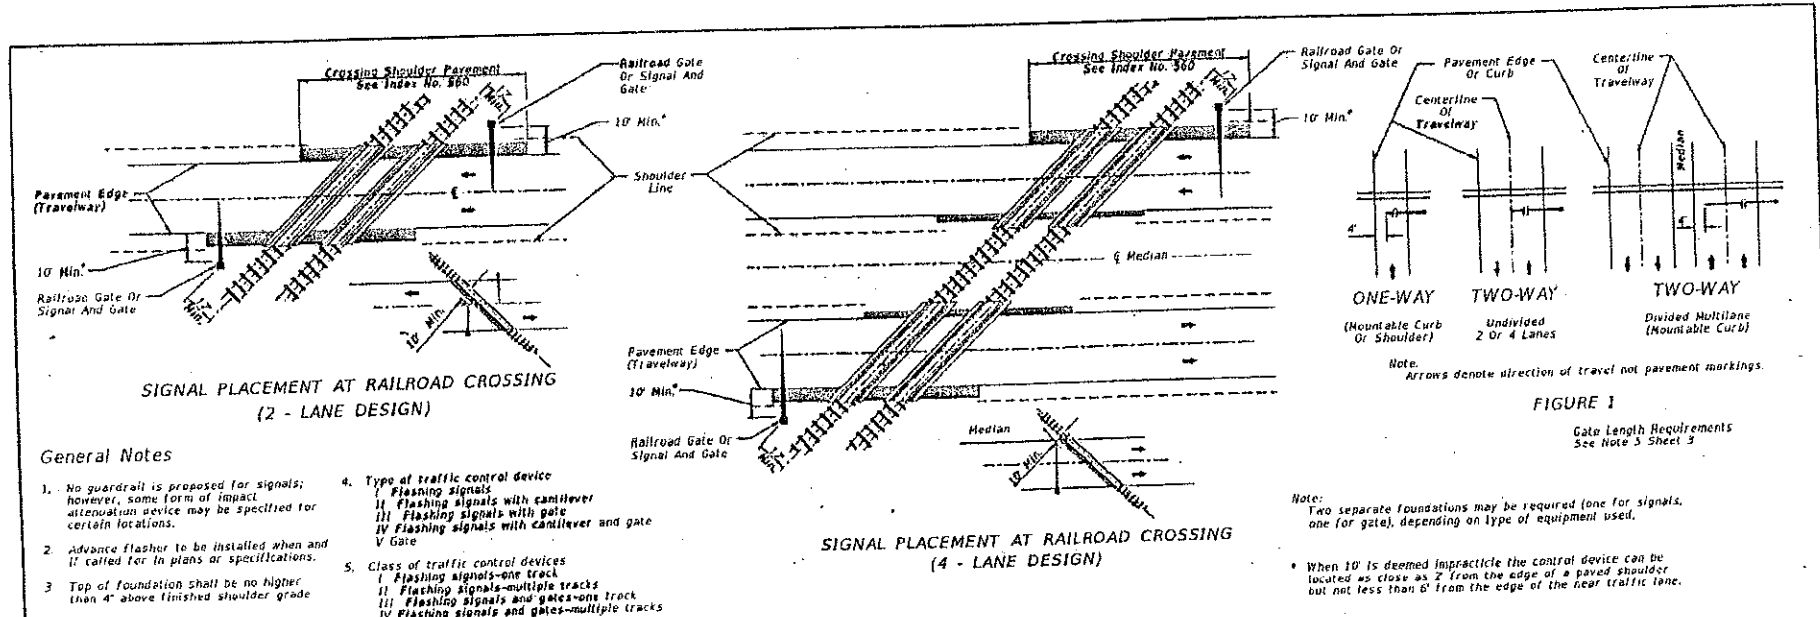 Crossing Shoulder Pavement
See Index No. 560
Railroad Gate
Or Signal And
Gate
12'
Min.
10' Min.*
Pavement Edge
(Travelway)
Shoulder
Line
10' Min.*
Railroad Gate Or
Signal And Gate
12'
Min.
10' Min.
SIGNAL PLACEMENT AT RAILROAD CROSSING
(2 - LANE DESIGN)
Crossing Shoulder Pavement
See Index No. 560
Railroad Gate Or
Signal And Gate
12'
Min.
10' Min.*
℄ Median
Pavement Edge
(Travelway)
10' Min.*
Railroad Gate Or
Signal And Gate
12'
Min.
Median
10' Min.
SIGNAL PLACEMENT AT RAILROAD CROSSING
(4 - LANE DESIGN)
Pavement Edge
Or Curb
Centerline
Of
Travelway
Centerline
Of
Travelway
Median
4'
ONE-WAY
(Mountable Curb
Or Shoulder)
TWO-WAY
Undivided
2 Or 4 Lanes
TWO-WAY
Divided Multilane
(Mountable Curb)
Note.
Arrows denote direction of travel not pavement markings.
FIGURE 1
Gate Length Requirements
See Note 5 Sheet 3
General Notes
1. No guardrail is proposed for signals;
however, some form of impact
attenuation device may be specified for
certain locations.
2. Advance flasher to be installed when and
if called for in plans or specifications.
3 Top of foundation shall be no higher
than 4" above finished shoulder grade
4. Type of traffic control device
I Flashing signals
II Flashing signals with cantilever
III Flashing signals with gate
IV Flashing signals with cantilever and gate
V Gate
5. Class of traffic control devices
I Flashing signals-one track
II Flashing signals-multiple tracks
III Flashing signals and gates-one track
IV Flashing signals and gates-multiple tracks
Note:
Two separate foundations may be required (one for signals,
one for gate), depending on type of equipment used.
* When 10' is deemed impracticle the control device can be
located as close as 2' from the edge of a paved shoulder
but not less than 6' from the edge of the near traffic lane.